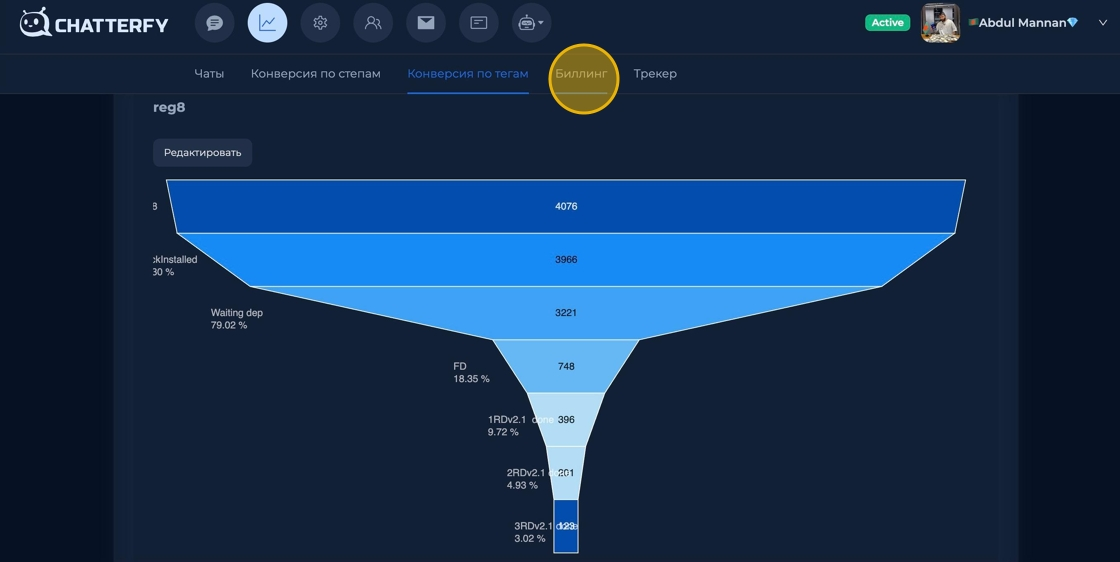 CHATTERFY
Active
Abdul Mannan
Чаты Конверсия по степам Конверсия по тегам Биллинг Трекер
reg8
Редактировать
8 4076
ckInstalled 3966
30 %
Waiting dep 3221
79.02 %
FD 748
18.35 %
1RDv2.1 done 396
9.72 %
2RDv2.1 201
4.93 %
3RDv2.1 done 123
3.02 %